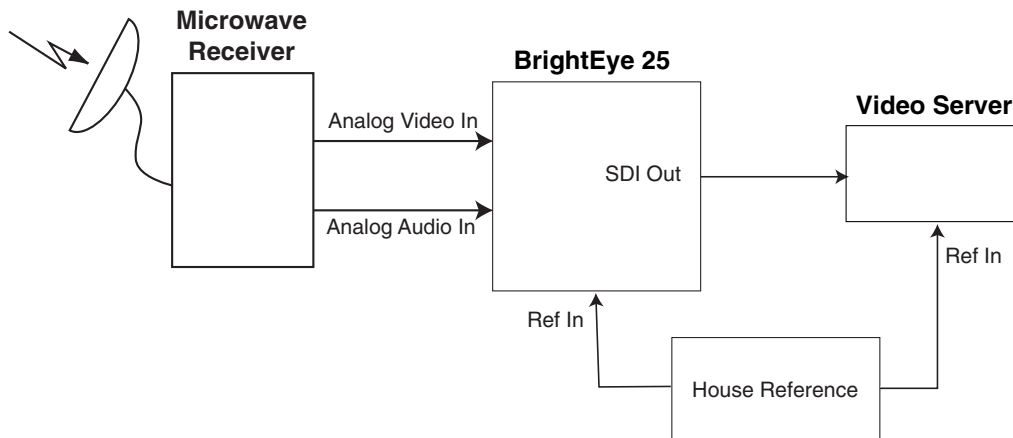 Microwave
Receiver
BrightEye 25
Video Server
Analog Video In
SDI Out
Analog Audio In
Ref In
Ref In
House Reference